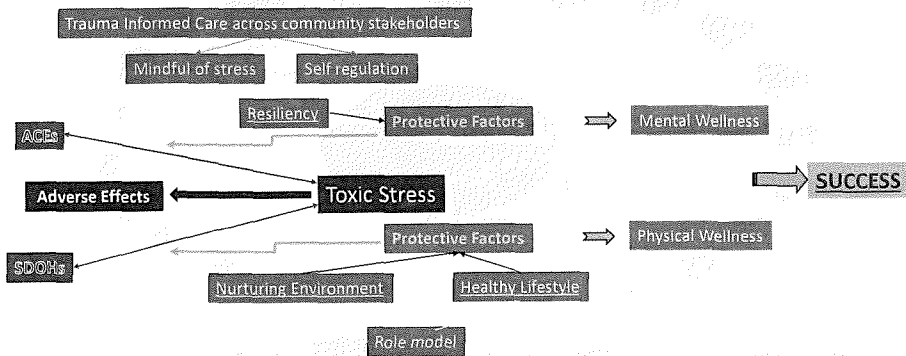 Trauma Informed Care across community stakeholders
Mindful of stress
Self regulation
Resiliency
Protective Factors
Mental Wellness
ACEs
Adverse Effects
Toxic Stress
SUCCESS
Protective Factors
Physical Wellness
SDOHs
Nurturing Environment
Healthy Lifestyle
Role model